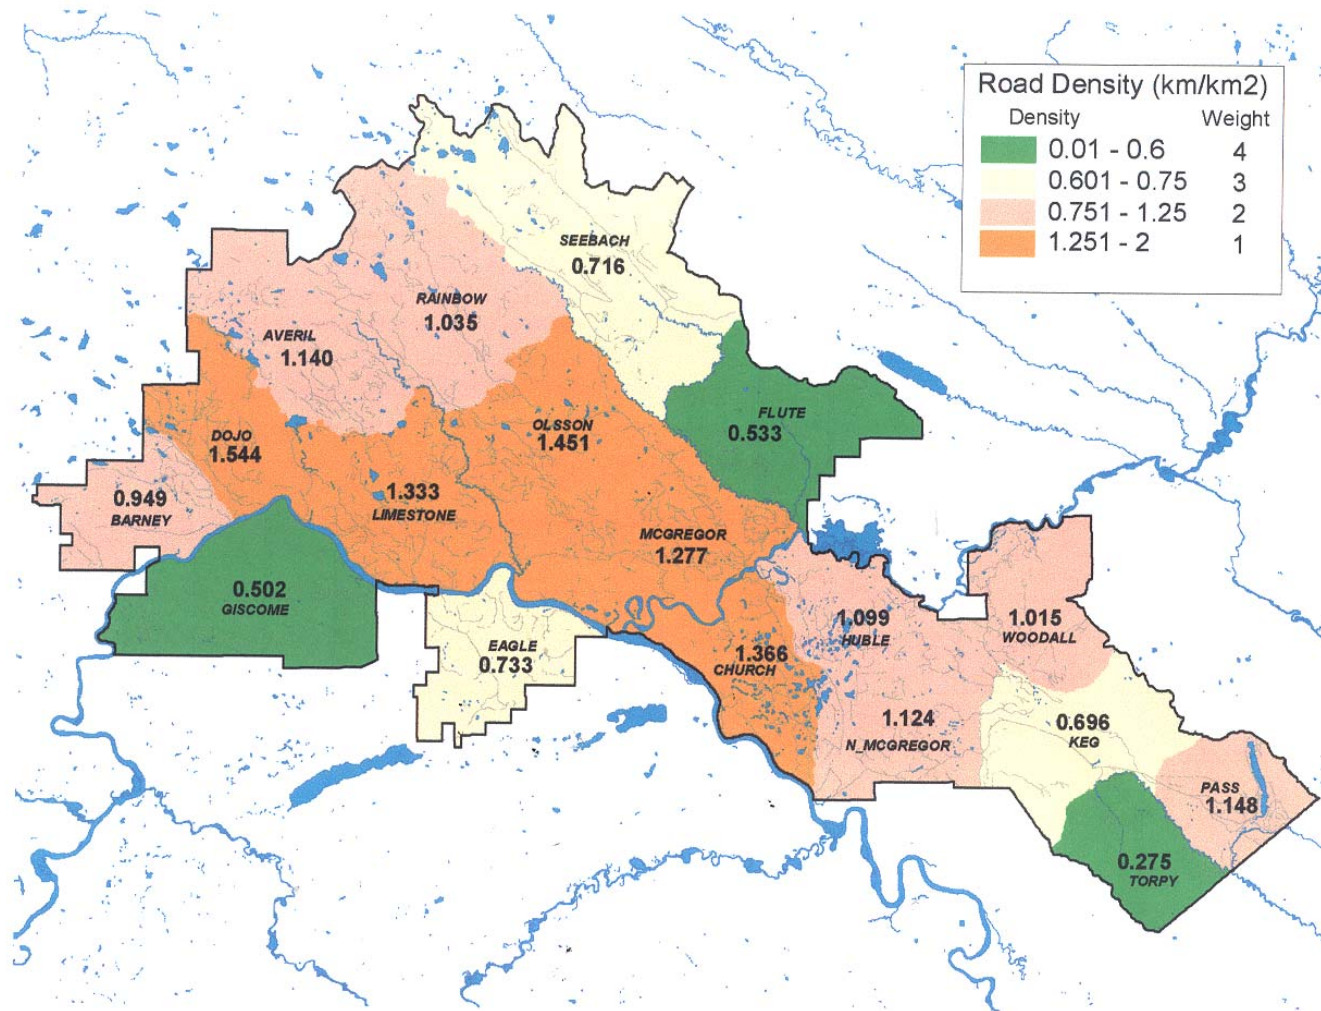 Road Density (km/km2)
Density Weight
0.01 - 0.6 4
0.601 - 0.75 3
0.751 - 1.25 2
1.251 - 2 1
SEEBACH
0.716
RAINBOW
1.035
AVERIL
1.140
FLUTE
0.533
OLSSON
1.451
DOJO
1.544
1.333
LIMESTONE
0.949
BARNEY
MCGREGOR
1.277
0.502
GISCOME
EAGLE
0.733
1.099
HUBLE
1.015
WOODALL
1.366
CHURCH
1.124
N_MCGREGOR
0.696
KEG
PASS
1.148
0.275
TORPY